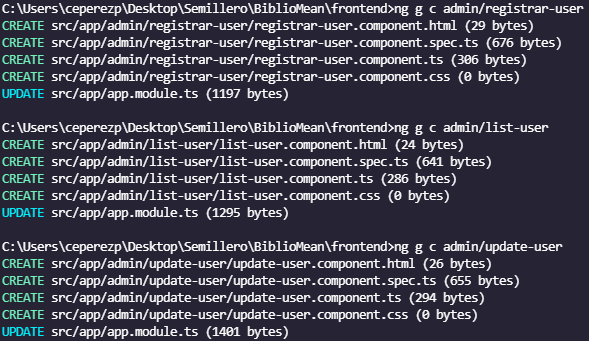 C:\Users\ceperezp\Desktop\Semillero\BiblioMean\frontend>ng g c admin/registrar-user
CREATE src/app/admin/registrar-user/registrar-user.component.html (29 bytes)
CREATE src/app/admin/registrar-user/registrar-user.component.spec.ts (676 bytes)
CREATE src/app/admin/registrar-user/registrar-user.component.ts (306 bytes)
CREATE src/app/admin/registrar-user/registrar-user.component.css (0 bytes)
UPDATE src/app/app.module.ts (1197 bytes)
C:\Users\ceperezp\Desktop\Semillero\BiblioMean\frontend>ng g c admin/list-user
CREATE src/app/admin/list-user/list-user.component.html (24 bytes)
CREATE src/app/admin/list-user/list-user.component.spec.ts (641 bytes)
CREATE src/app/admin/list-user/list-user.component.ts (286 bytes)
CREATE src/app/admin/list-user/list-user.component.css (0 bytes)
UPDATE src/app/app.module.ts (1295 bytes)
C:\Users\ceperezp\Desktop\Semillero\BiblioMean\frontend>ng g c admin/update-user
CREATE src/app/admin/update-user/update-user.component.html (26 bytes)
CREATE src/app/admin/update-user/update-user.component.spec.ts (655 bytes)
CREATE src/app/admin/update-user/update-user.component.ts (294 bytes)
CREATE src/app/admin/update-user/update-user.component.css (0 bytes)
UPDATE src/app/app.module.ts (1401 bytes)